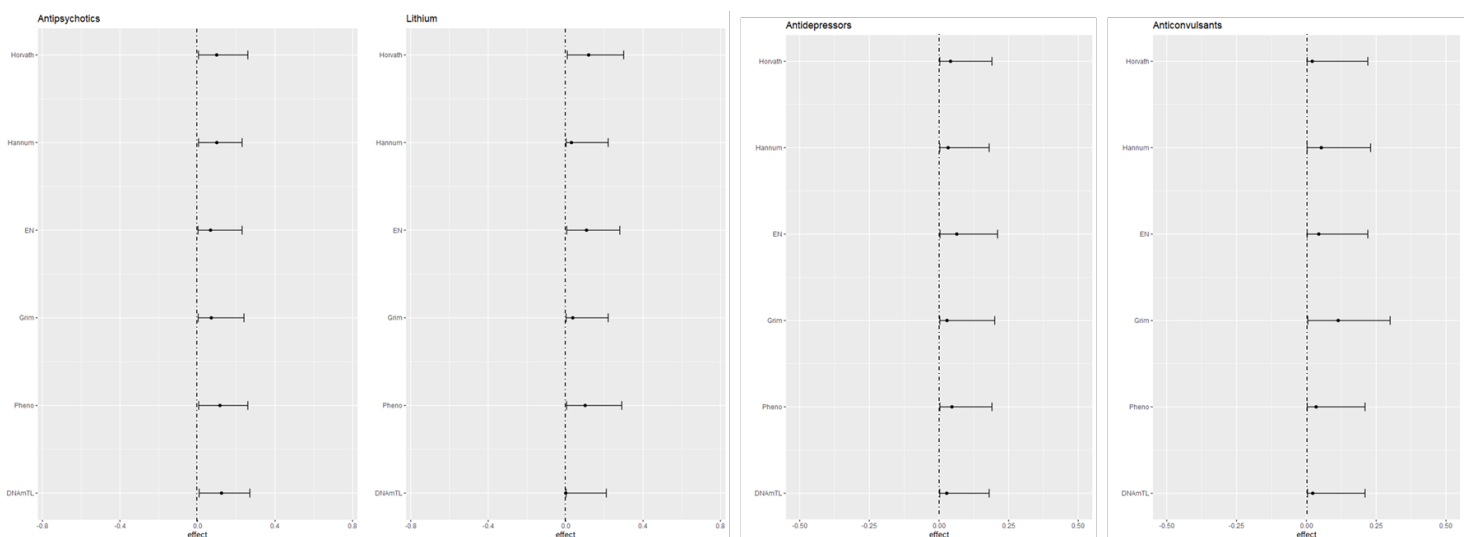 Antipsychotics
Horvath
Hannum
EN
Grim
Pheno
DNAmTL
-0.8
-0.4
0.0
0.4
0.8
effect
Lithium
Horvath
Hannum
EN
Grim
Pheno
DNAmTL
-0.8
-0.4
0.0
0.4
0.8
effect
Antidepressors
Horvath
Hannum
EN
Grim
Pheno
DNAmTL
-0.50
-0.25
0.00
0.25
0.50
effect
Anticonvulsants
Horvath
Hannum
EN
Grim
Pheno
DNAmTL
-0.50
-0.25
0.00
0.25
0.50
effect